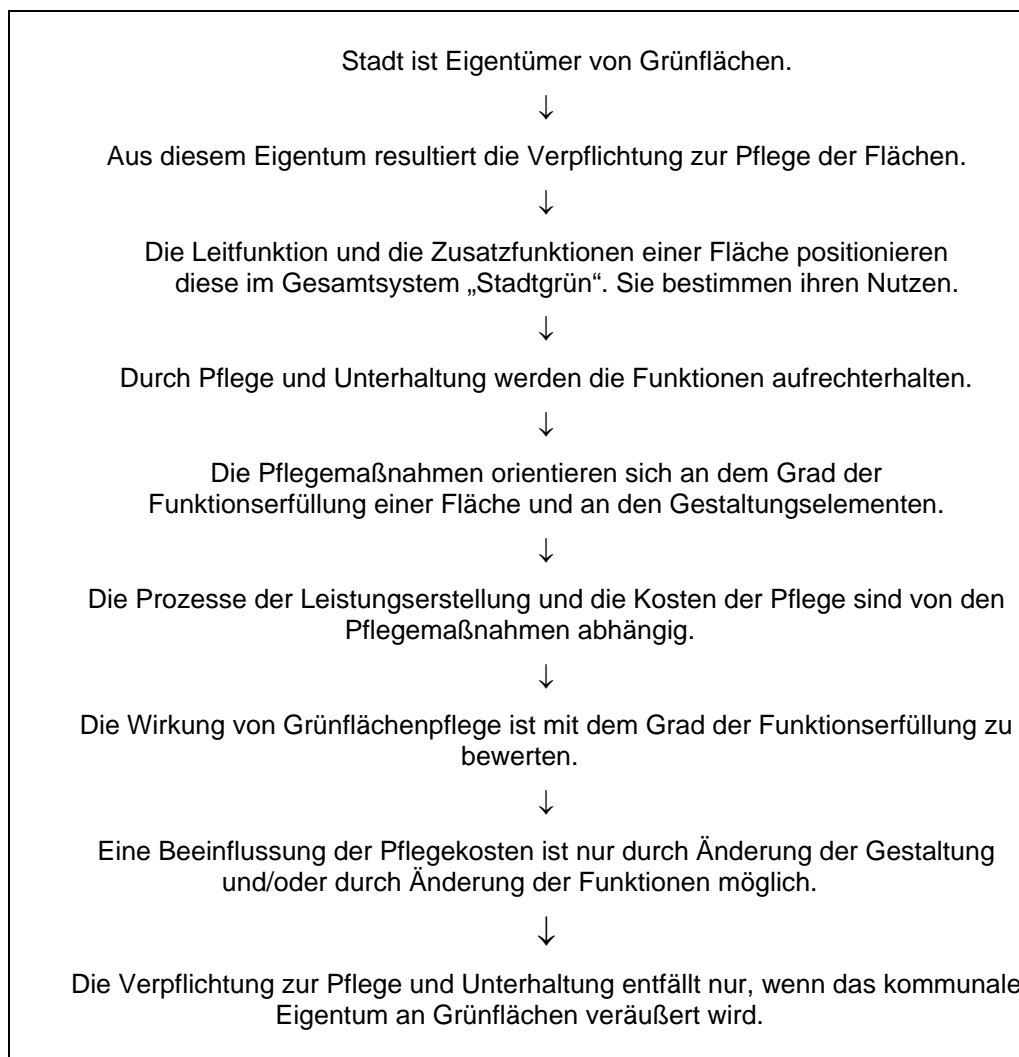 Stadt ist Eigentümer von Grünflächen.
↓
Aus diesem Eigentum resultiert die Verpflichtung zur Pflege der Flächen.
↓
Die Leitfunktion und die Zusatzfunktionen einer Fläche positionieren
diese im Gesamtsystem „Stadtgrün“. Sie bestimmen ihren Nutzen.
↓
Durch Pflege und Unterhaltung werden die Funktionen aufrechterhalten.
↓
Die Pflegemaßnahmen orientieren sich an dem Grad der
Funktionserfüllung einer Fläche und an den Gestaltungselementen.
↓
Die Prozesse der Leistungserstellung und die Kosten der Pflege sind von den
Pflegemaßnahmen abhängig.
↓
Die Wirkung von Grünflächenpflege ist mit dem Grad der Funktionserfüllung zu
bewerten.
↓
Eine Beeinflussung der Pflegekosten ist nur durch Änderung der Gestaltung
und/oder durch Änderung der Funktionen möglich.
↓
Die Verpflichtung zur Pflege und Unterhaltung entfällt nur, wenn das kommunale
Eigentum an Grünflächen veräußert wird.